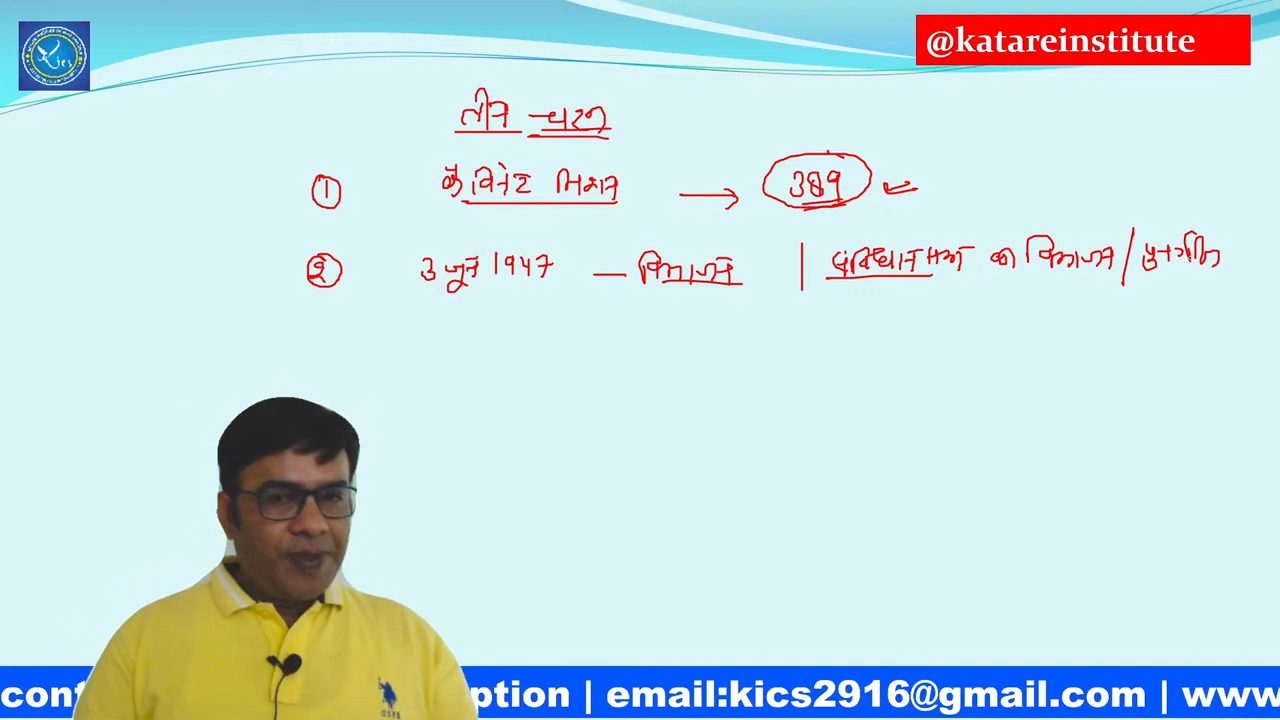 @katareinstitute
तीन चरण
① कैबिनेट मिशन → 389
② 3 जून 1947 — विभाजन | संविधान सभा का विभाजन / पुनर्गठन
cont ption | email:kics2916@gmail.com | www